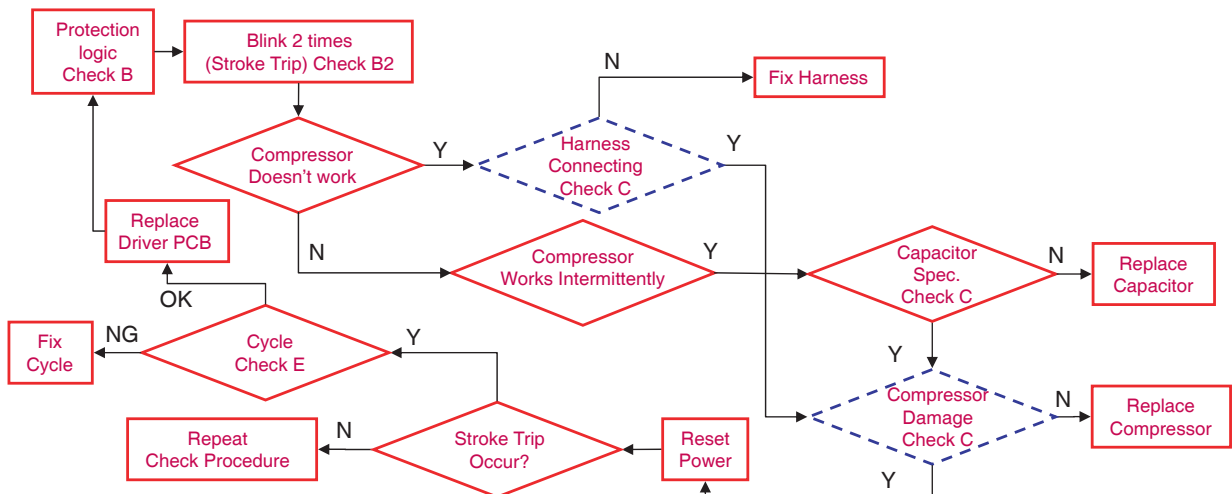 Protection
logic
Check B
Blink 2 times
(Stroke Trip) Check B2
N
Fix Harness
Compressor
Doesn't work
Y
Harness
Connecting
Check C
Y
Replace
Driver PCB
N
Compressor
Works Intermittently
Y
Capacitor
Spec.
Check C
N
Replace
Capacitor
OK
Fix
Cycle
NG
Cycle
Check E
Y
Y
Compressor
Damage
Check C
N
Replace
Compressor
Repeat
Check Procedure
N
Stroke Trip
Occur?
Reset
Power
Y